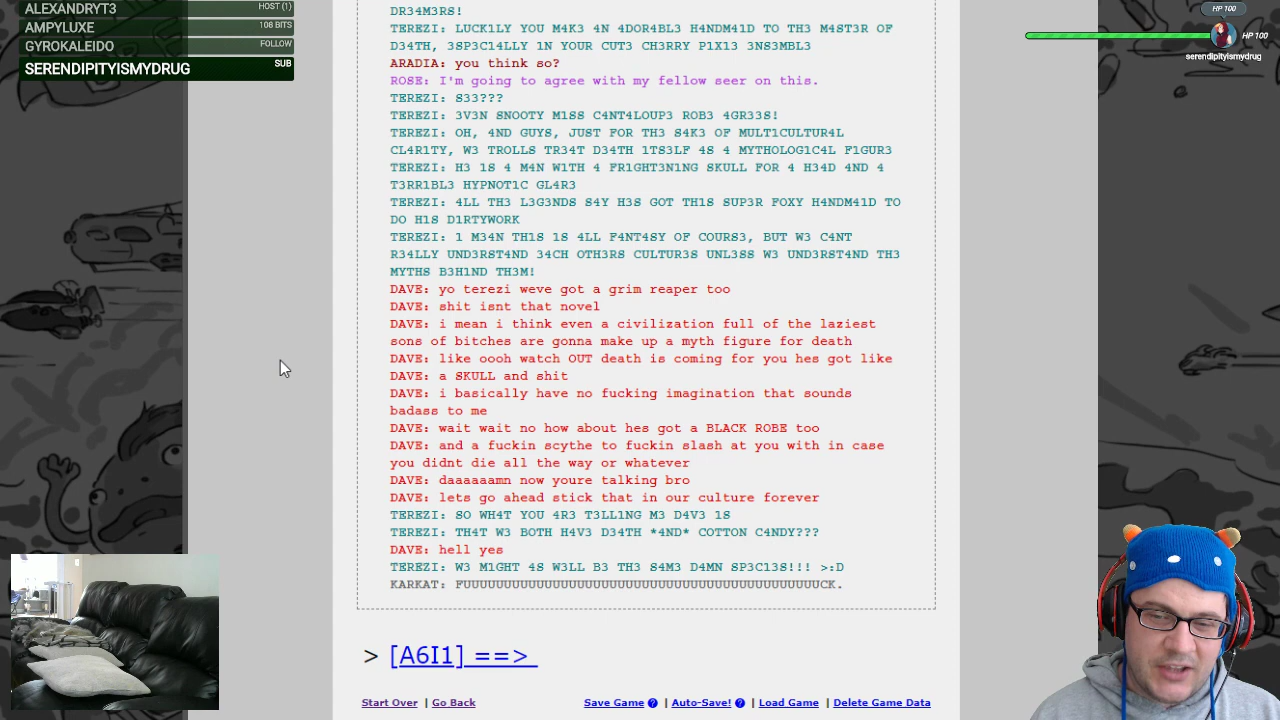 ALEXANDRYT3 HOST (1)
AMPYLUXE 108 BITS
GYROKALEIDO FOLLOW
SERENDIPITYISMYDRUG SUB
HP 100
HP 100
serendipityismydrug
DR34M3RS!
TEREZI: LUCK1LY YOU M4K3 4N 4DOR4BL3 H4NDM41D TO TH3 M4ST3R OF
D34TH, 3SP3C14LLY 1N YOUR CUT3 CH3RRY P1X13 3NS3MBL3
ARADIA: you think so?
ROSE: I'm going to agree with my fellow seer on this.
TEREZI: S33???
TEREZI: 3V3N SNOOTY M1SS C4NT4LOUP3 ROB3 4GR33S!
TEREZI: OH, 4ND GUYS, JUST FOR TH3 S4K3 OF MULT1CULTUR4L
CL4R1TY, W3 TROLLS TR34T D34TH 1TS3LF 4S 4 MYTHOLOG1C4L F1GUR3
TEREZI: H3 1S 4 M4N W1TH 4 FR1GHT3N1NG SKULL FOR 4 H34D 4ND 4
T3RR1BL3 HYPNOT1C GL4R3
TEREZI: 4LL TH3 L3G3NDS S4Y H3S GOT TH1S SUP3R FOXY H4NDM41D TO
DO H1S D1RTYWORK
TEREZI: 1 M34N TH1S 1S 4LL F4NT4SY OF COURS3, BUT W3 C4NT
R34LLY UND3RST4ND 34CH OTH3RS CULTUR3S UNL3SS W3 UND3RST4ND TH3
MYTHS B3H1ND TH3M!
DAVE: yo terezi weve got a grim reaper too
DAVE: shit isnt that novel
DAVE: i mean i think even a civilization full of the laziest
sons of bitches are gonna make up a myth figure for death
DAVE: like oooh watch OUT death is coming for you hes got like
DAVE: a SKULL and shit
DAVE: i basically have no fucking imagination that sounds
badass to me
DAVE: wait wait no how about hes got a BLACK ROBE too
DAVE: and a fuckin scythe to fuckin slash at you with in case
you didnt die all the way or whatever
DAVE: daaaaaamn now youre talking bro
DAVE: lets go ahead stick that in our culture forever
TEREZI: SO WH4T YOU 4R3 T3LL1NG M3 D4V3 1S
TEREZI: TH4T W3 BOTH H4V3 D34TH *4ND* COTTON C4NDY???
DAVE: hell yes
TEREZI: W3 M1GHT 4S W3LL B3 TH3 S4M3 D4MN SP3C13S!!! >:D
KARKAT: FUUUUUUUUUUUUUUUUUUUUUUUUUUUUUUUUUUUUUUUUUUUUCK.
> [A6I1] ==>
Start Over | Go Back Save Game ? | Auto-Save! ? | Load Game | Delete Game Data